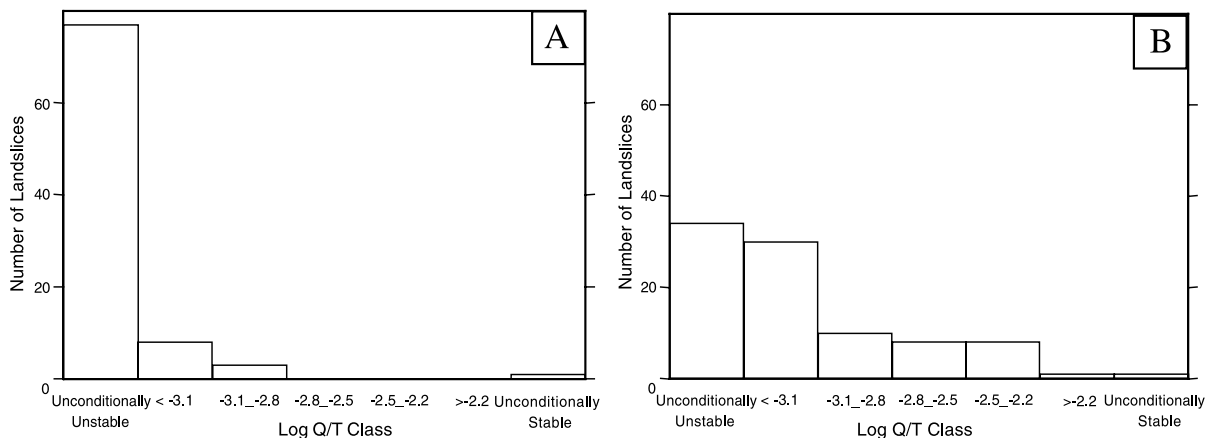 A
Number of Landslices
60
40
20
0
Unconditionally < -3.1 -3.1_-2.8 -2.8_-2.5 -2.5_-2.2 >-2.2 Unconditionally
Unstable Stable
Log Q/T Class
B
Number of Landslices
60
40
20
0
Unconditionally < -3.1 -3.1_-2.8 -2.8_-2.5 -2.5_-2.2 >-2.2 Unconditionally
Unstable Stable
Log Q/T Class